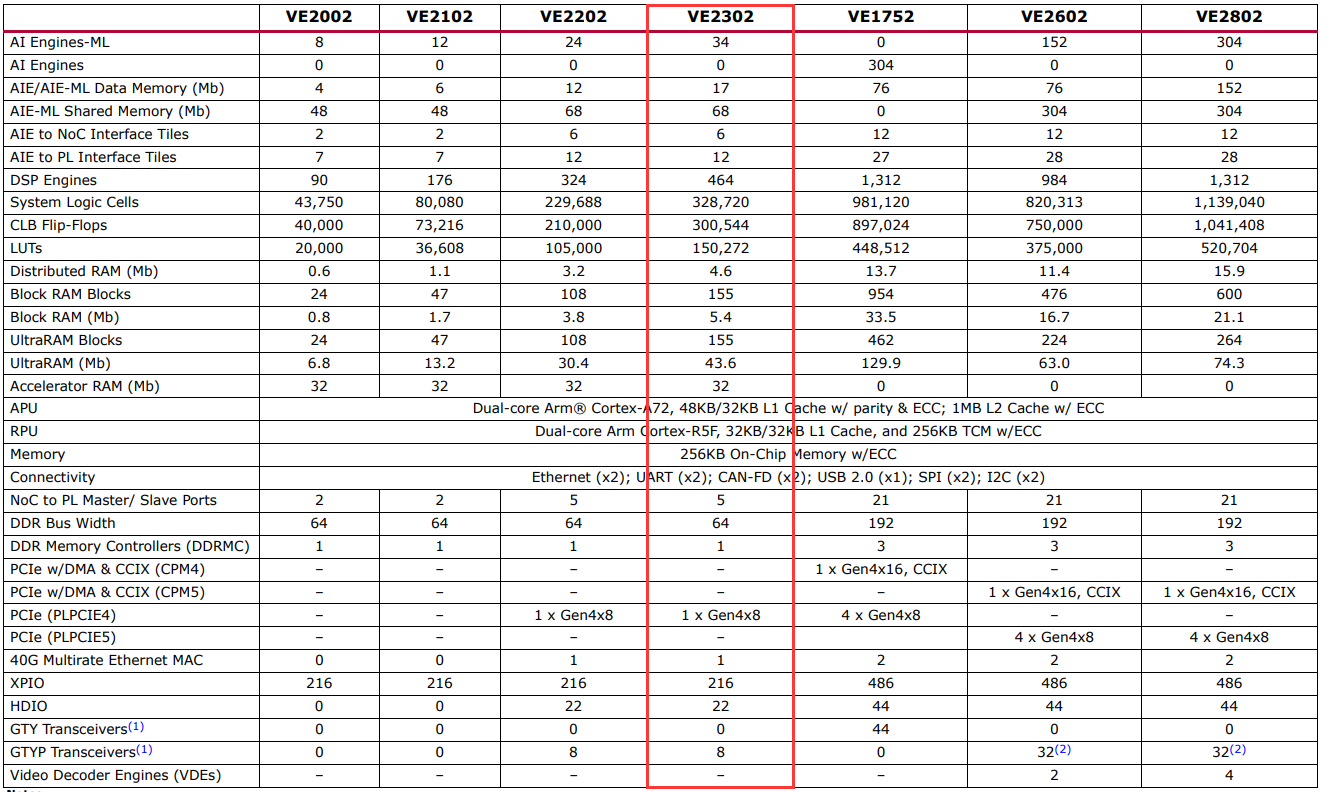 VE2002 VE2102 VE2202 VE2302 VE1752 VE2602 VE2802
AI Engines-ML 8 12 24 34 0 152 304
AI Engines 0 0 0 0 304 0 0
AIE/AIE-ML Data Memory (Mb) 4 6 12 17 76 76 152
AIE-ML Shared Memory (Mb) 48 48 68 68 0 304 304
AIE to NoC Interface Tiles 2 2 6 6 12 12 12
AIE to PL Interface Tiles 7 7 12 12 27 28 28
DSP Engines 90 176 324 464 1,312 984 1,312
System Logic Cells 43,750 80,080 229,688 328,720 981,120 820,313 1,139,040
CLB Flip-Flops 40,000 73,216 210,000 300,544 897,024 750,000 1,041,408
LUTs 20,000 36,608 105,000 150,272 448,512 375,000 520,704
Distributed RAM (Mb) 0.6 1.1 3.2 4.6 13.7 11.4 15.9
Block RAM Blocks 24 47 108 155 954 476 600
Block RAM (Mb) 0.8 1.7 3.8 5.4 33.5 16.7 21.1
UltraRAM Blocks 24 47 108 155 462 224 264
UltraRAM (Mb) 6.8 13.2 30.4 43.6 129.9 63.0 74.3
Accelerator RAM (Mb) 32 32 32 32 0 0 0
APU Dual-core Arm® Cortex-A72, 48KB/32KB L1 Cache w/ parity & ECC; 1MB L2 Cache w/ ECC
RPU Dual-core Arm Cortex-R5F, 32KB/32KB L1 Cache, and 256KB TCM w/ECC
Memory 256KB On-Chip Memory w/ECC
Connectivity Ethernet (x2); UART (x2); CAN-FD (x2); USB 2.0 (x1); SPI (x2); I2C (x2)
NoC to PL Master/ Slave Ports 2 2 5 5 21 21 21
DDR Bus Width 64 64 64 64 192 192 192
DDR Memory Controllers (DDRMC) 1 1 1 1 3 3 3
PCIe w/DMA & CCIX (CPM4) – – – – 1 x Gen4x16, CCIX – –
PCIe w/DMA & CCIX (CPM5) – – – – – 1 x Gen4x16, CCIX 1 x Gen4x16, CCIX
PCIe (PLPCIE4) – – 1 x Gen4x8 1 x Gen4x8 4 x Gen4x8 – –
PCIe (PLPCIE5) – – – – 4 x Gen4x8 4 x Gen4x8
40G Multirate Ethernet MAC 0 0 1 1 2 2 2
XPIO 216 216 216 216 486 486 486
HDIO 0 0 22 22 44 44 44
GTY Transceivers(1) 0 0 0 0 44 0 0
GTYP Transceivers(1) 0 0 8 8 0 32(2) 32(2)
Video Decoder Engines (VDEs) – – – – – 2 4